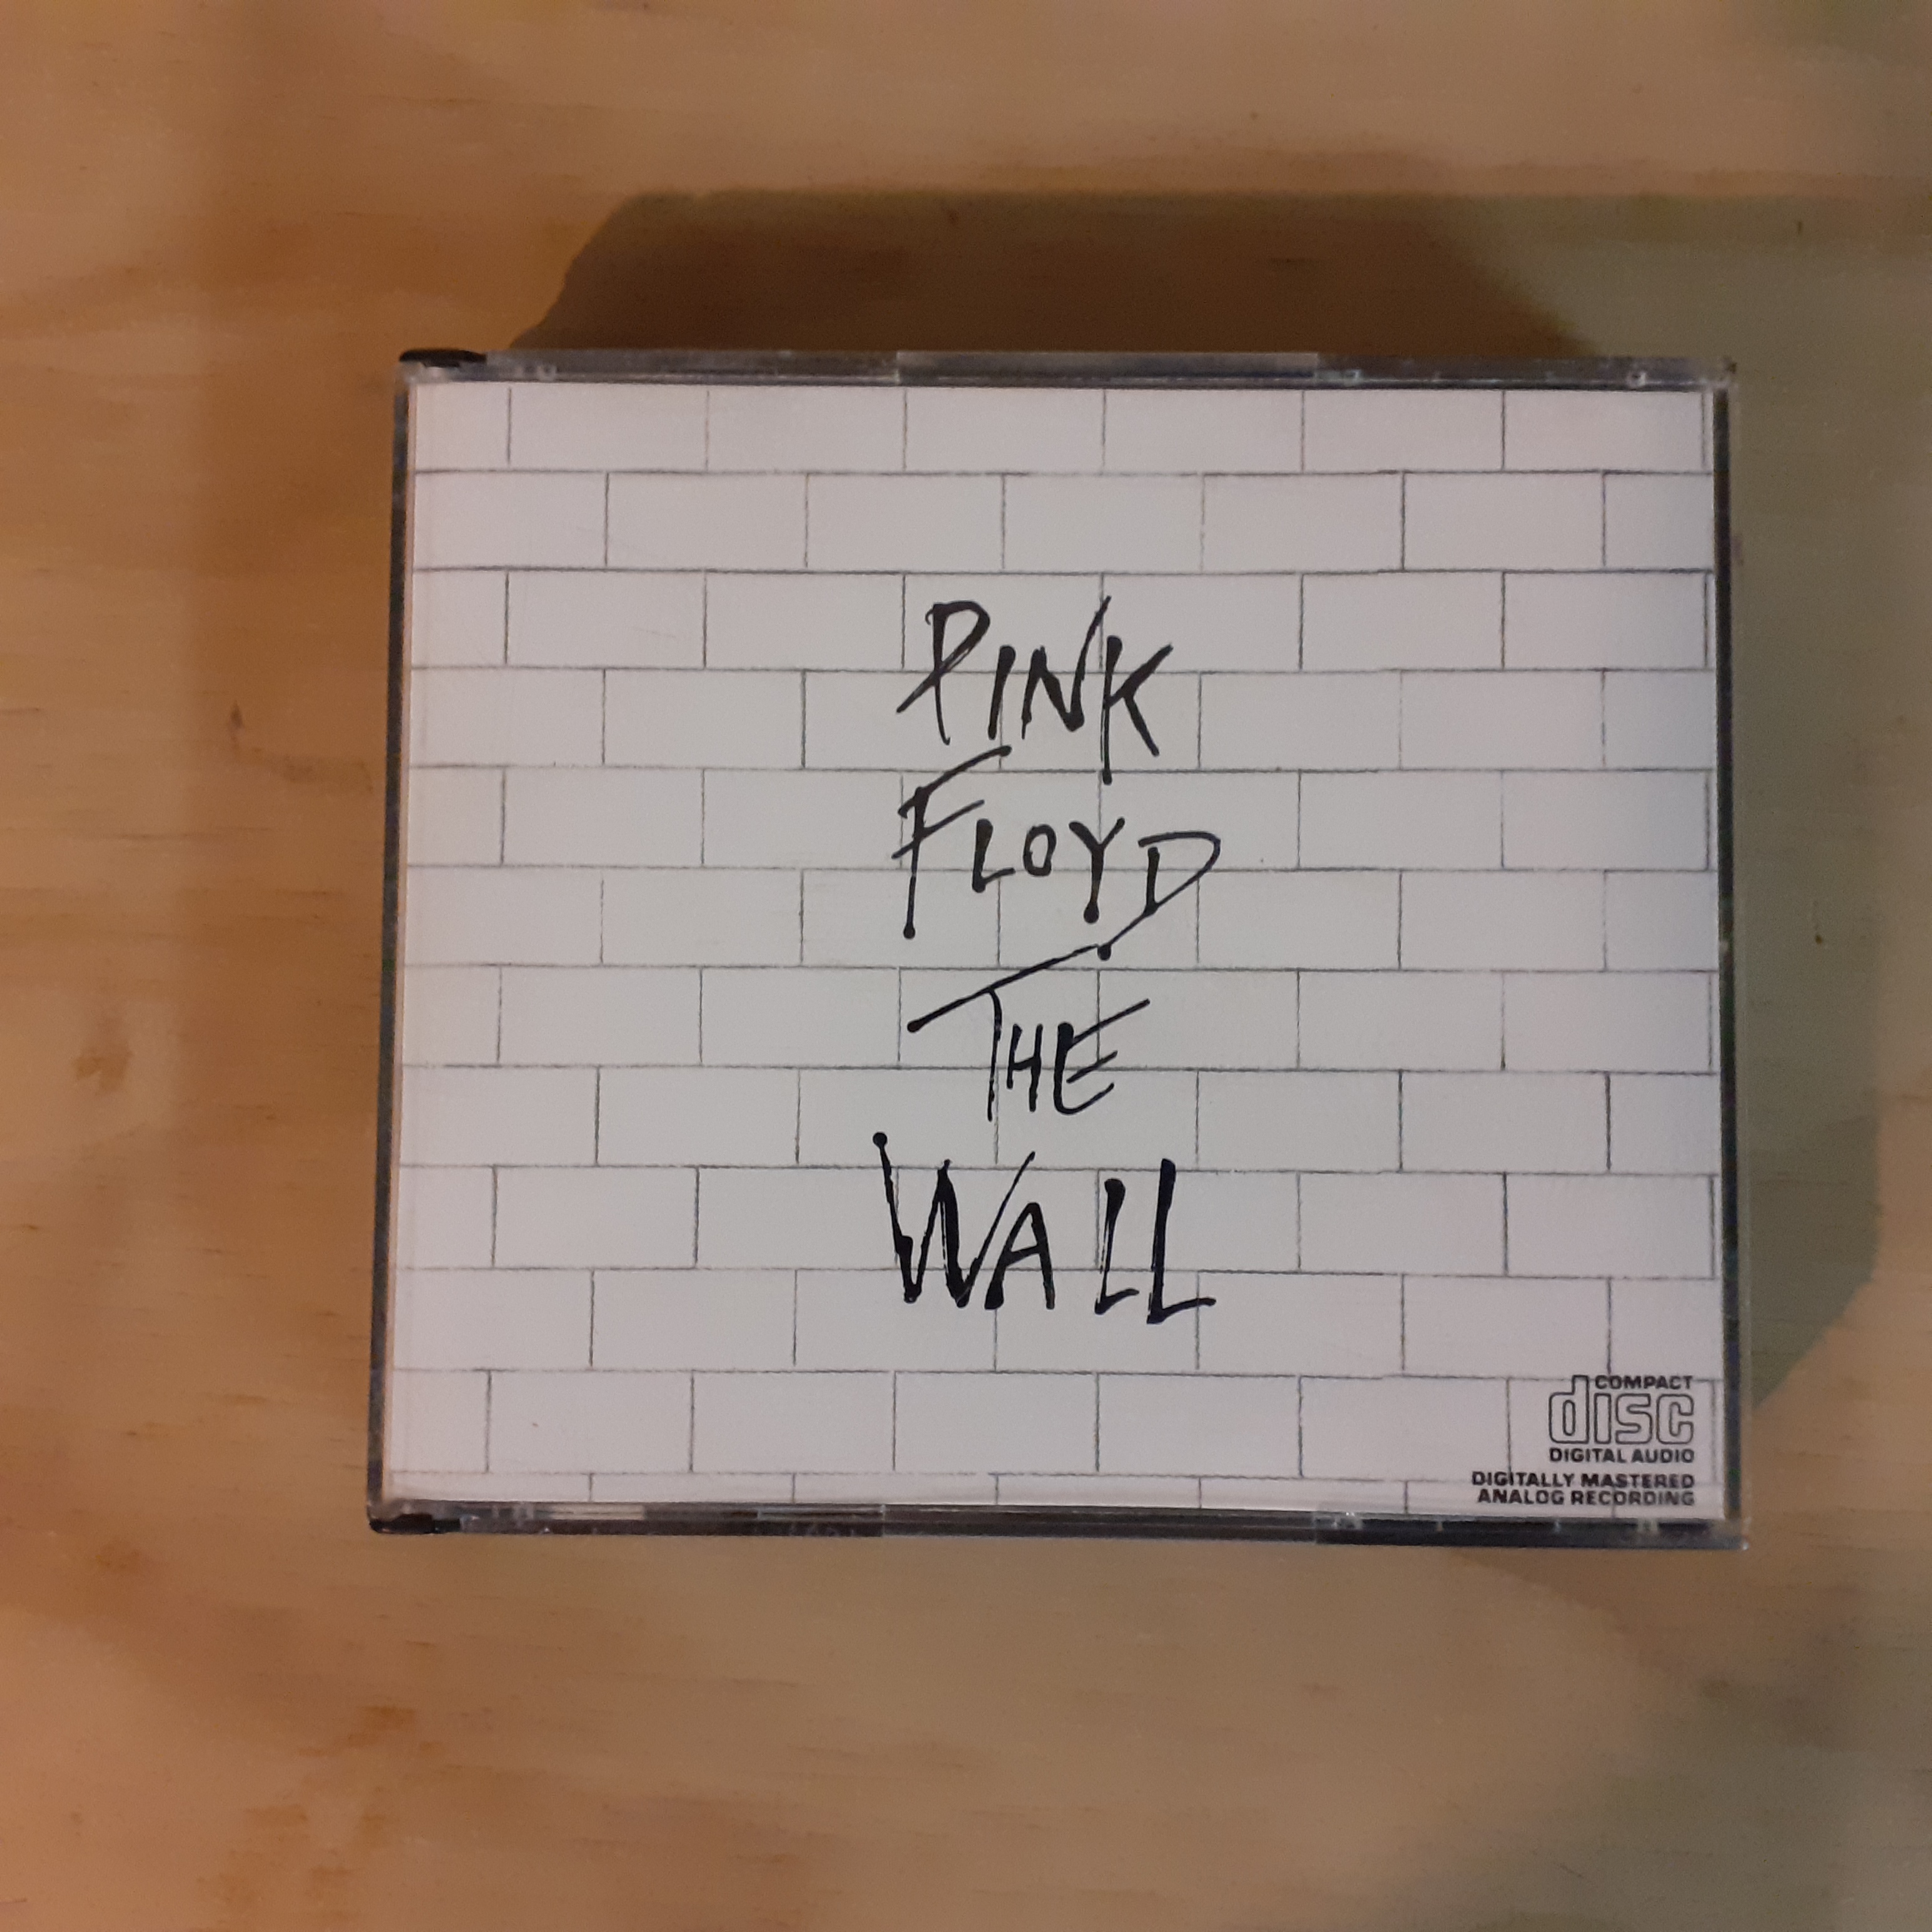 PINK
FLOYD
THE
WALL
COMPACT
disc
DIGITAL AUDIO
DIGITALLY MASTERED
ANALOG RECORDING